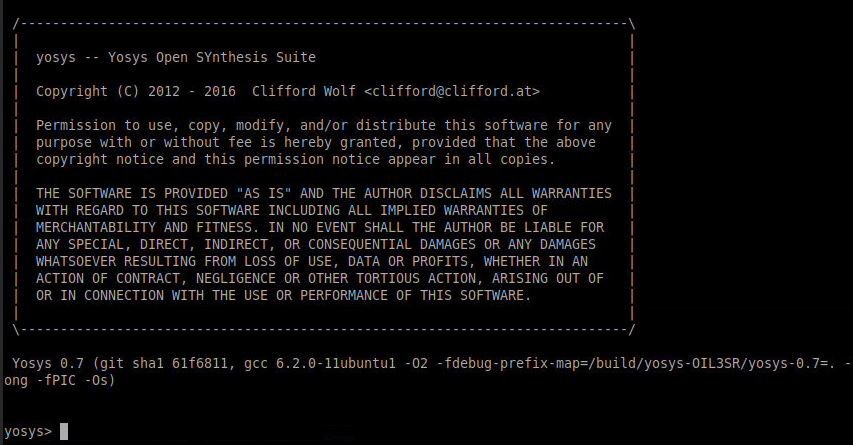 /----------------------------------------------------------------------------\
| yosys -- Yosys Open SYnthesis Suite |
| Copyright (C) 2012 - 2016  Clifford Wolf <clifford@clifford.at> |
| Permission to use, copy, modify, and/or distribute this software for any |
| purpose with or without fee is hereby granted, provided that the above |
| copyright notice and this permission notice appear in all copies. |
| THE SOFTWARE IS PROVIDED "AS IS" AND THE AUTHOR DISCLAIMS ALL WARRANTIES |
| WITH REGARD TO THIS SOFTWARE INCLUDING ALL IMPLIED WARRANTIES OF |
| MERCHANTABILITY AND FITNESS. IN NO EVENT SHALL THE AUTHOR BE LIABLE FOR |
| ANY SPECIAL, DIRECT, INDIRECT, OR CONSEQUENTIAL DAMAGES OR ANY DAMAGES |
| WHATSOEVER RESULTING FROM LOSS OF USE, DATA OR PROFITS, WHETHER IN AN |
| ACTION OF CONTRACT, NEGLIGENCE OR OTHER TORTIOUS ACTION, ARISING OUT OF |
| OR IN CONNECTION WITH THE USE OR PERFORMANCE OF THIS SOFTWARE. |
\----------------------------------------------------------------------------/
Yosys 0.7 (git sha1 61f6811, gcc 6.2.0-11ubuntu1 -O2 -fdebug-prefix-map=/build/yosys-OIL3SR/yosys-0.7=. -
ong -fPIC -Os)
yosys>